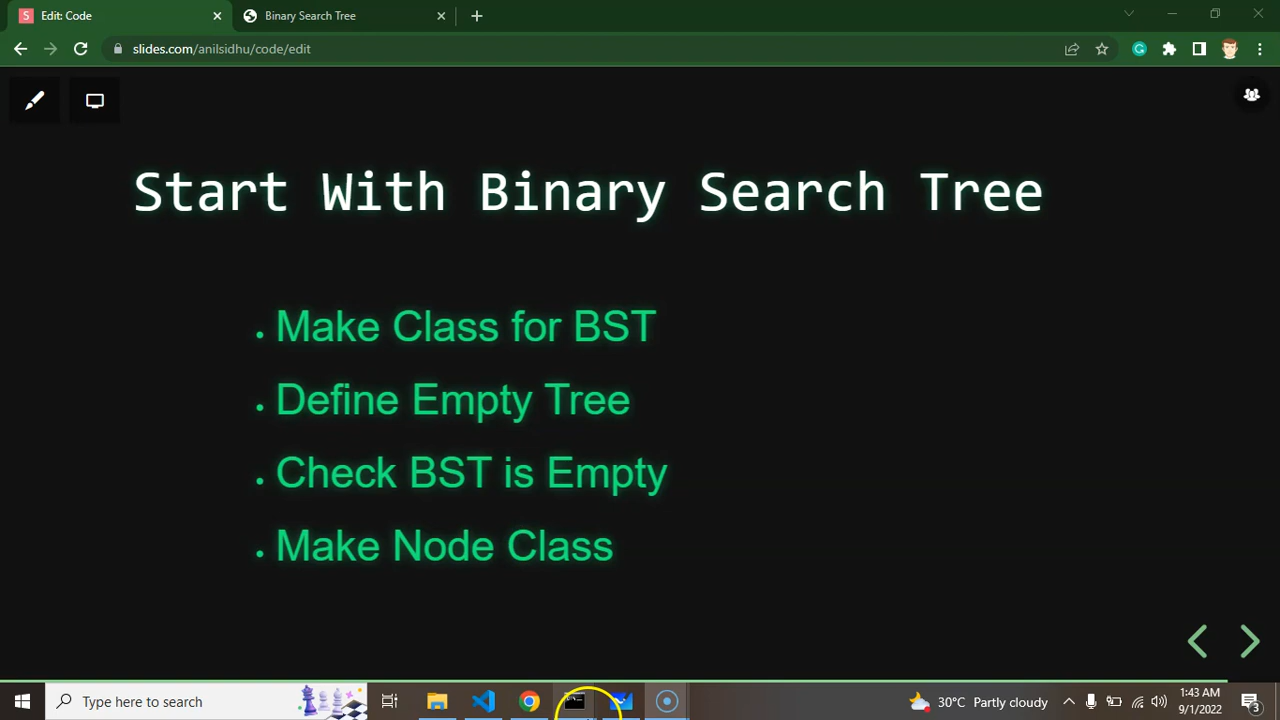 Edit: Code
Binary Search Tree
slides.com/anilsidhu/code/edit
Start With Binary Search Tree
Make Class for BST
Define Empty Tree
Check BST is Empty
Make Node Class
Type here to search
30°C Partly cloudy
1:43 AM
9/1/2022
3